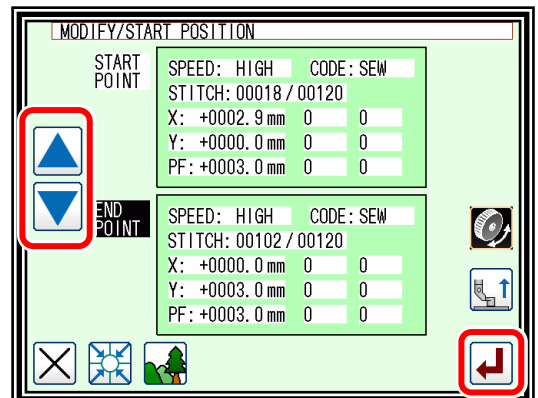 MODIFY/START POSITION
START
POINT
SPEED: HIGH CODE: SEW
STITCH: 00018 / 00120
X: +0002.9 mm 0 0
Y: +0000.0 mm 0 0
PF: +0003.0 mm 0 0
END
POINT
SPEED: HIGH CODE: SEW
STITCH: 00102 / 00120
X: +0000.0 mm 0 0
Y: +0003.0 mm 0 0
PF: +0003.0 mm 0 0